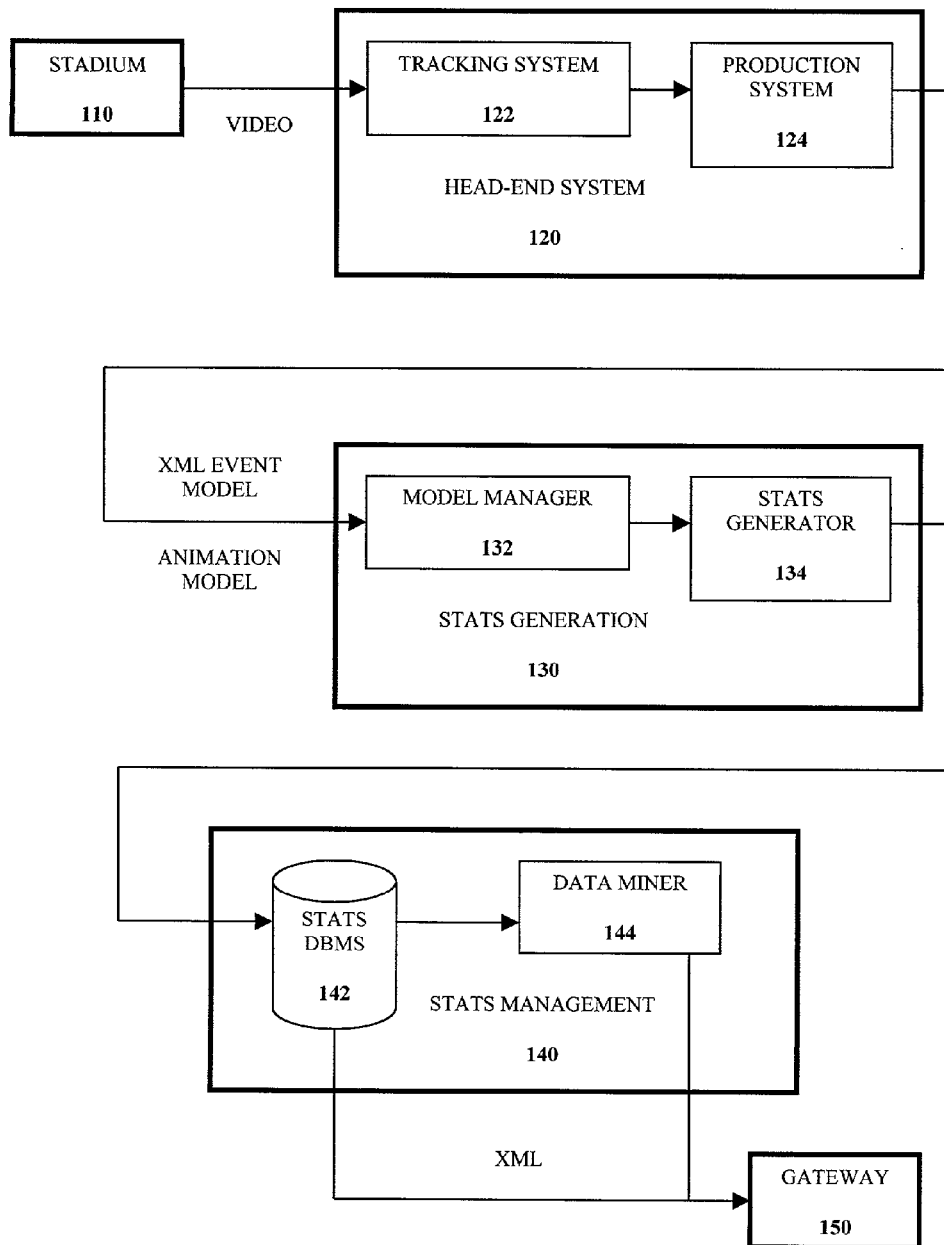 STADIUM
110
VIDEO
TRACKING SYSTEM
122
PRODUCTION
SYSTEM
124
HEAD-END SYSTEM
120
XML EVENT
MODEL
ANIMATION
MODEL
MODEL MANAGER
132
STATS
GENERATOR
134
STATS GENERATION
130
STATS
DBMS
142
DATA MINER
144
STATS MANAGEMENT
140
XML
GATEWAY
150